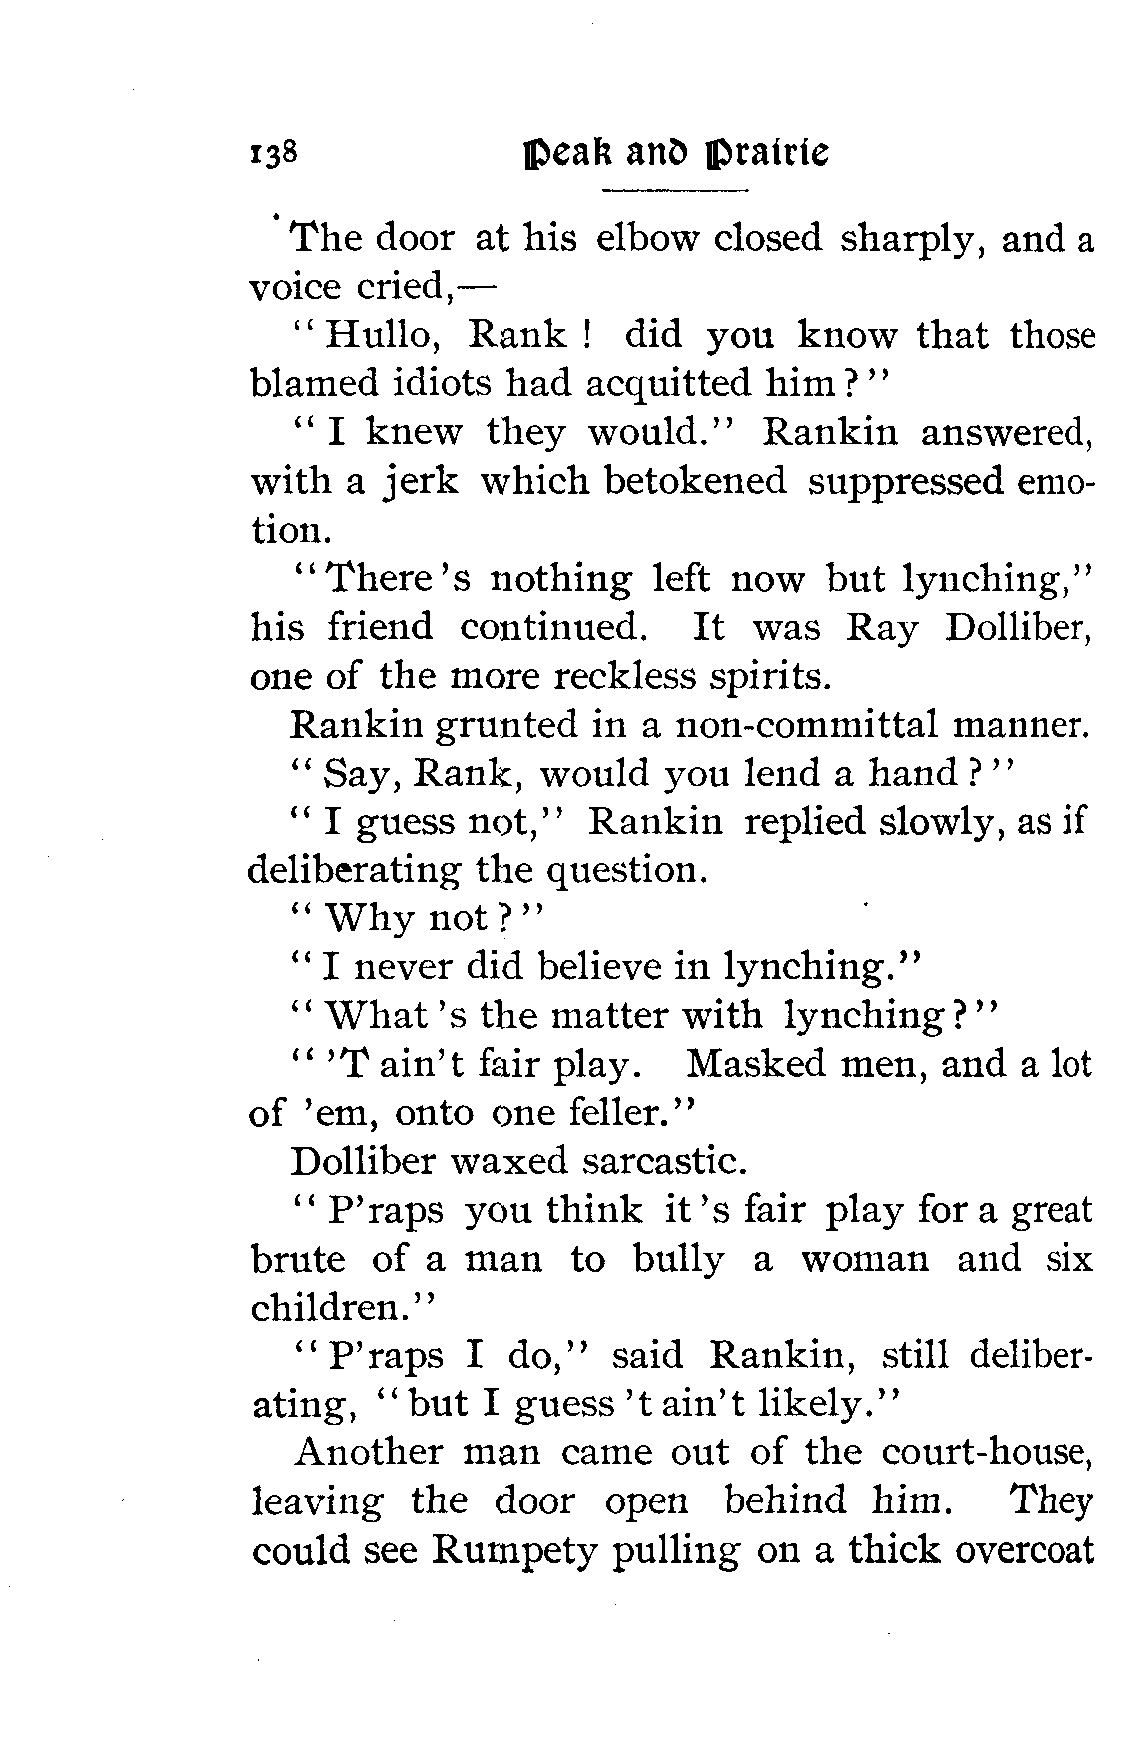 138 Peak and Prairie
The door at his elbow closed sharply, and a
voice cried,—
" Hullo, Rank ! did you know that those
blamed idiots had acquitted him ? "
" I knew they would." Rankin answered,
with a jerk which betokened suppressed emo-
tion.
" There 's nothing left now but lynching,"
his friend continued. It was Ray Dolliber,
one of the more reckless spirits.
Rankin grunted in a non-committal manner.
" Say, Rank, would you lend a hand ? "
" I guess not," Rankin replied slowly, as if
deliberating the question.
" Why not ? "
" I never did believe in lynching."
" What 's the matter with lynching ? "
" 'T ain't fair play. Masked men, and a lot
of 'em, onto one feller."
Dolliber waxed sarcastic.
" P'raps you think it 's fair play for a great
brute of a man to bully a woman and six
children."
" P'raps I do," said Rankin, still deliber-
ating, " but I guess 't ain't likely."
Another man came out of the court-house,
leaving the door open behind him. They
could see Rumpety pulling on a thick overcoat